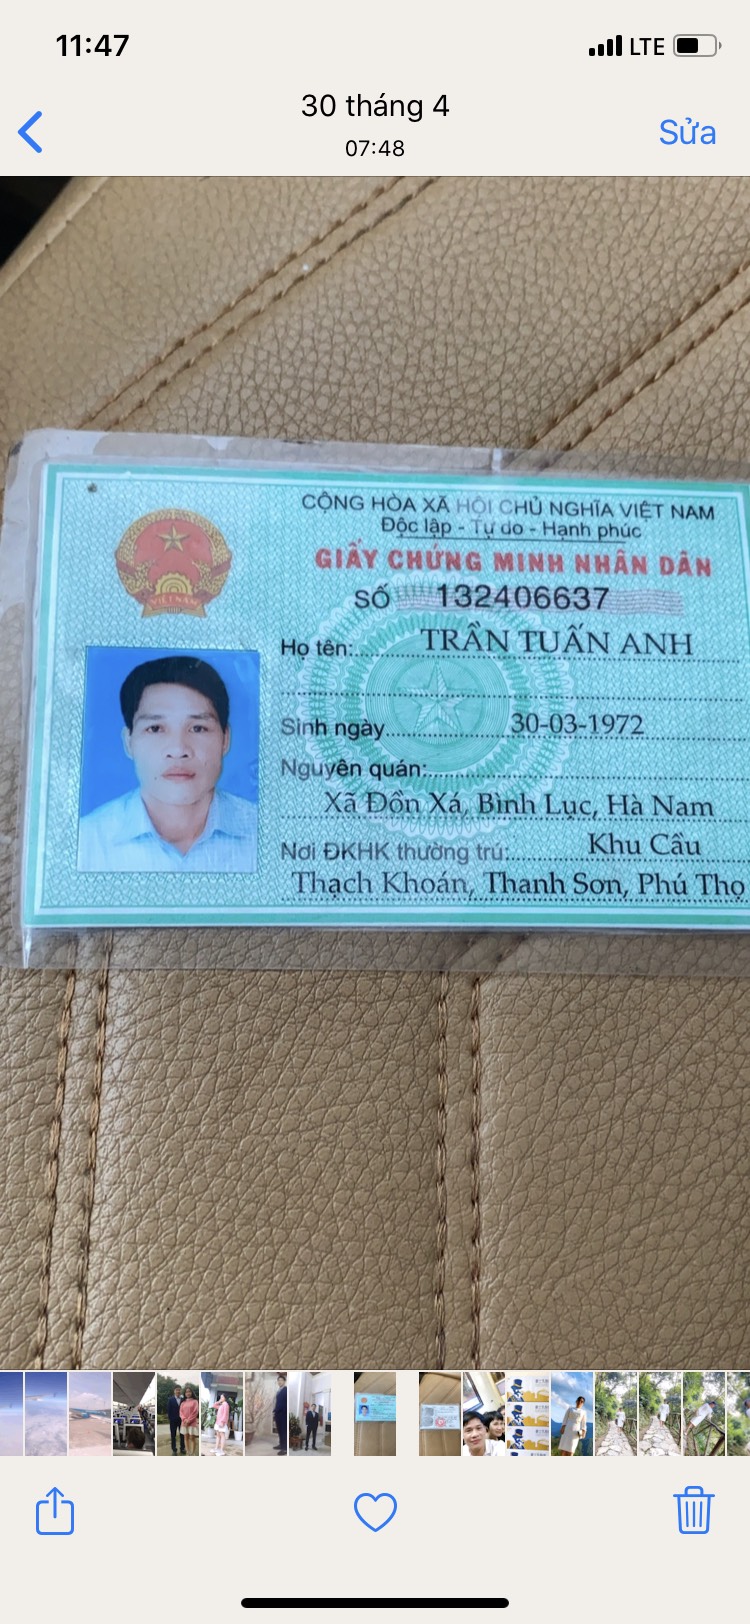 11:47
LTE
30 tháng 4
07:48
Sửa
CỘNG HÒA XÃ HỘI CHỦ NGHĨA VIỆT NAM
Độc lập - Tự do - Hạnh phúc
GIẤY CHỨNG MINH NHÂN DÂN
SỐ 132406637
Họ tên: TRẦN TUẤN ANH
Sinh ngày 30-03-1972
Nguyên quán:
Xã Đồn Xá, Bình Lục, Hà Nam
Nơi ĐKHK thường trú: Khu Cầu
Thạch Khoán, Thanh Sơn, Phú Thọ
VIỆT NAM